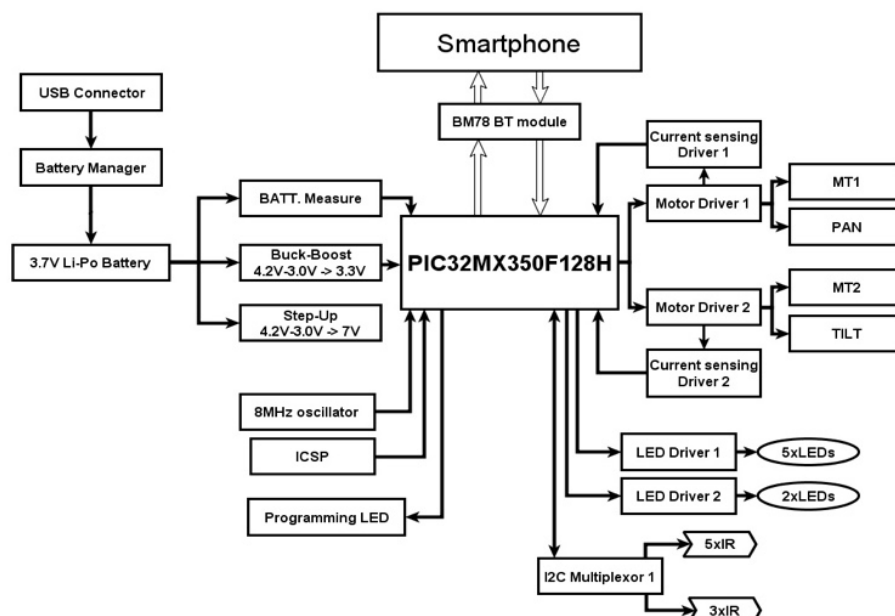 Smartphone
USB Connector
BM78 BT module
Current sensing
Driver 1
Battery Manager
MT1
BATT. Measure
Motor Driver 1
PAN
3.7V Li-Po Battery
Buck-Boost
4.2V-3.0V -> 3.3V
PIC32MX350F128H
MT2
Step-Up
4.2V-3.0V -> 7V
Motor Driver 2
TILT
Current sensing
Driver 2
8MHz oscillator
ICSP
LED Driver 1
5xLEDs
LED Driver 2
2xLEDs
Programming LED
5xIR
I2C Multiplexor 1
3xIR